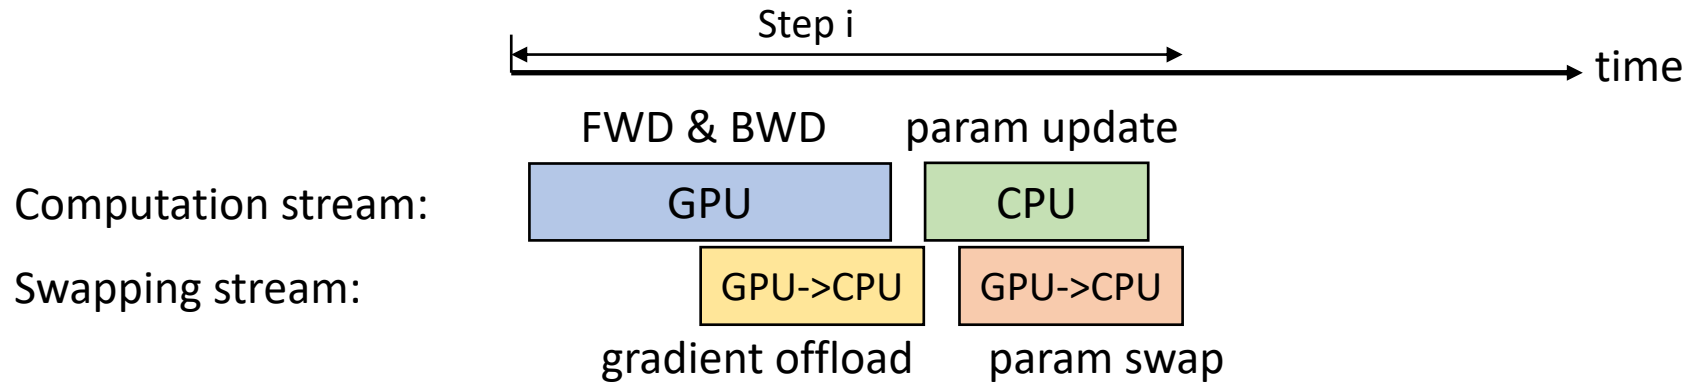 Step i
time
FWD & BWD param update
Computation stream: GPU CPU
Swapping stream: GPU->CPU GPU->CPU
gradient offload param swap